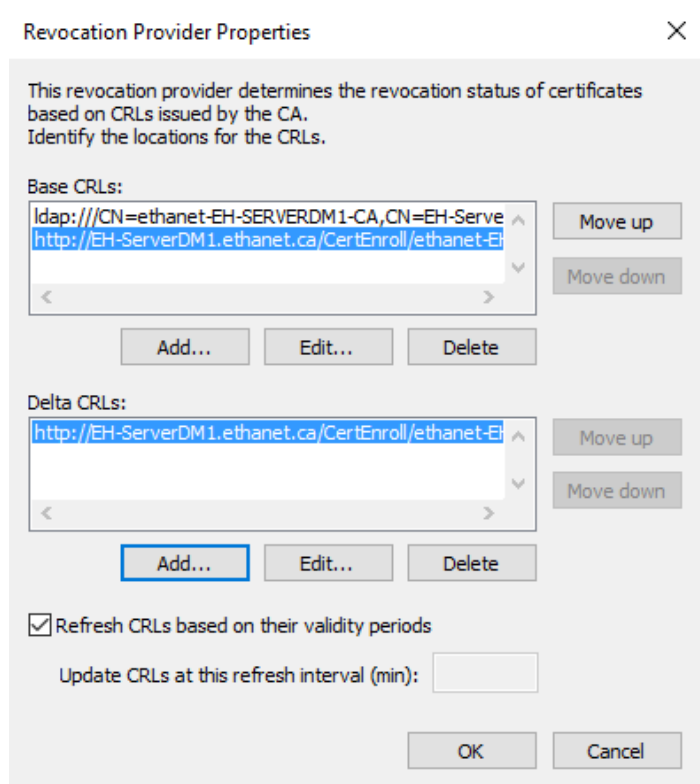 Revocation Provider Properties
This revocation provider determines the revocation status of certificates
based on CRLs issued by the CA.
Identify the locations for the CRLs.
Base CRLs:
ldap:///CN=ethanet-EH-SERVERDM1-CA,CN=EH-Serve
Move up
http://EH-ServerDM1.ethanet.ca/CertEnroll/ethanet-EH
Move down
Add...
Edit...
Delete
Delta CRLs:
http://EH-ServerDM1.ethanet.ca/CertEnroll/ethanet-EH
Move up
Move down
Add...
Edit...
Delete
Refresh CRLs based on their validity periods
Update CRLs at this refresh interval (min):
OK
Cancel